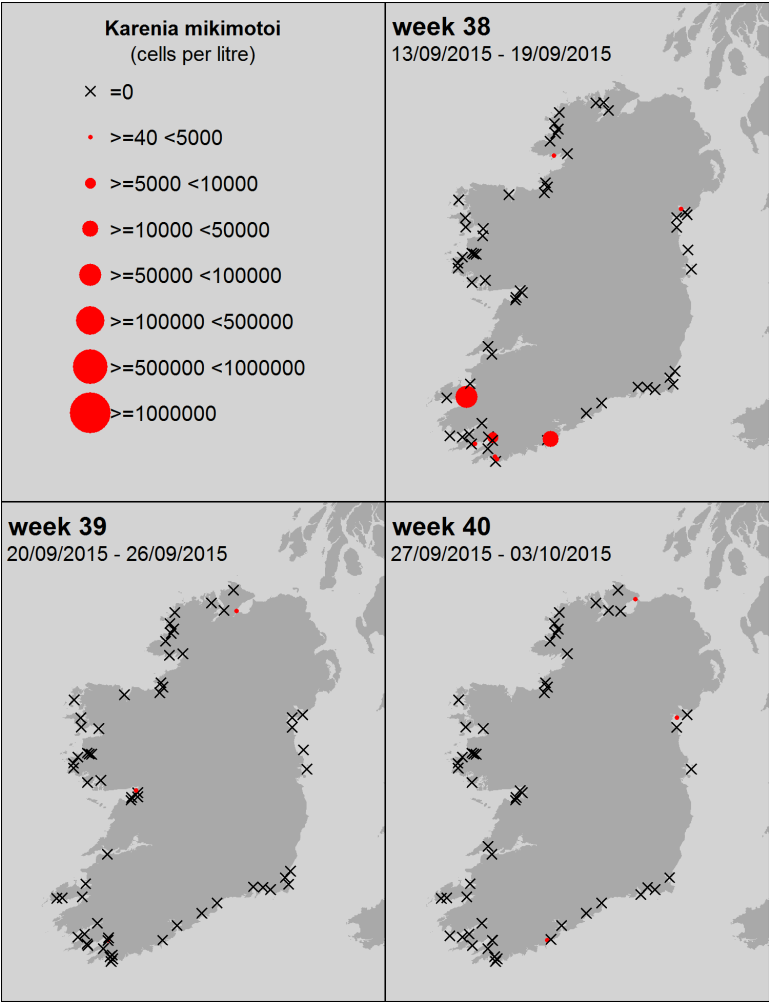 Karenia mikimotoi
(cells per litre)
=0
>=40 <5000
>=5000 <10000
>=10000 <50000
>=50000 <100000
>=100000 <500000
>=500000 <1000000
>=1000000
week 38
13/09/2015 - 19/09/2015
week 39
20/09/2015 - 26/09/2015
week 40
27/09/2015 - 03/10/2015